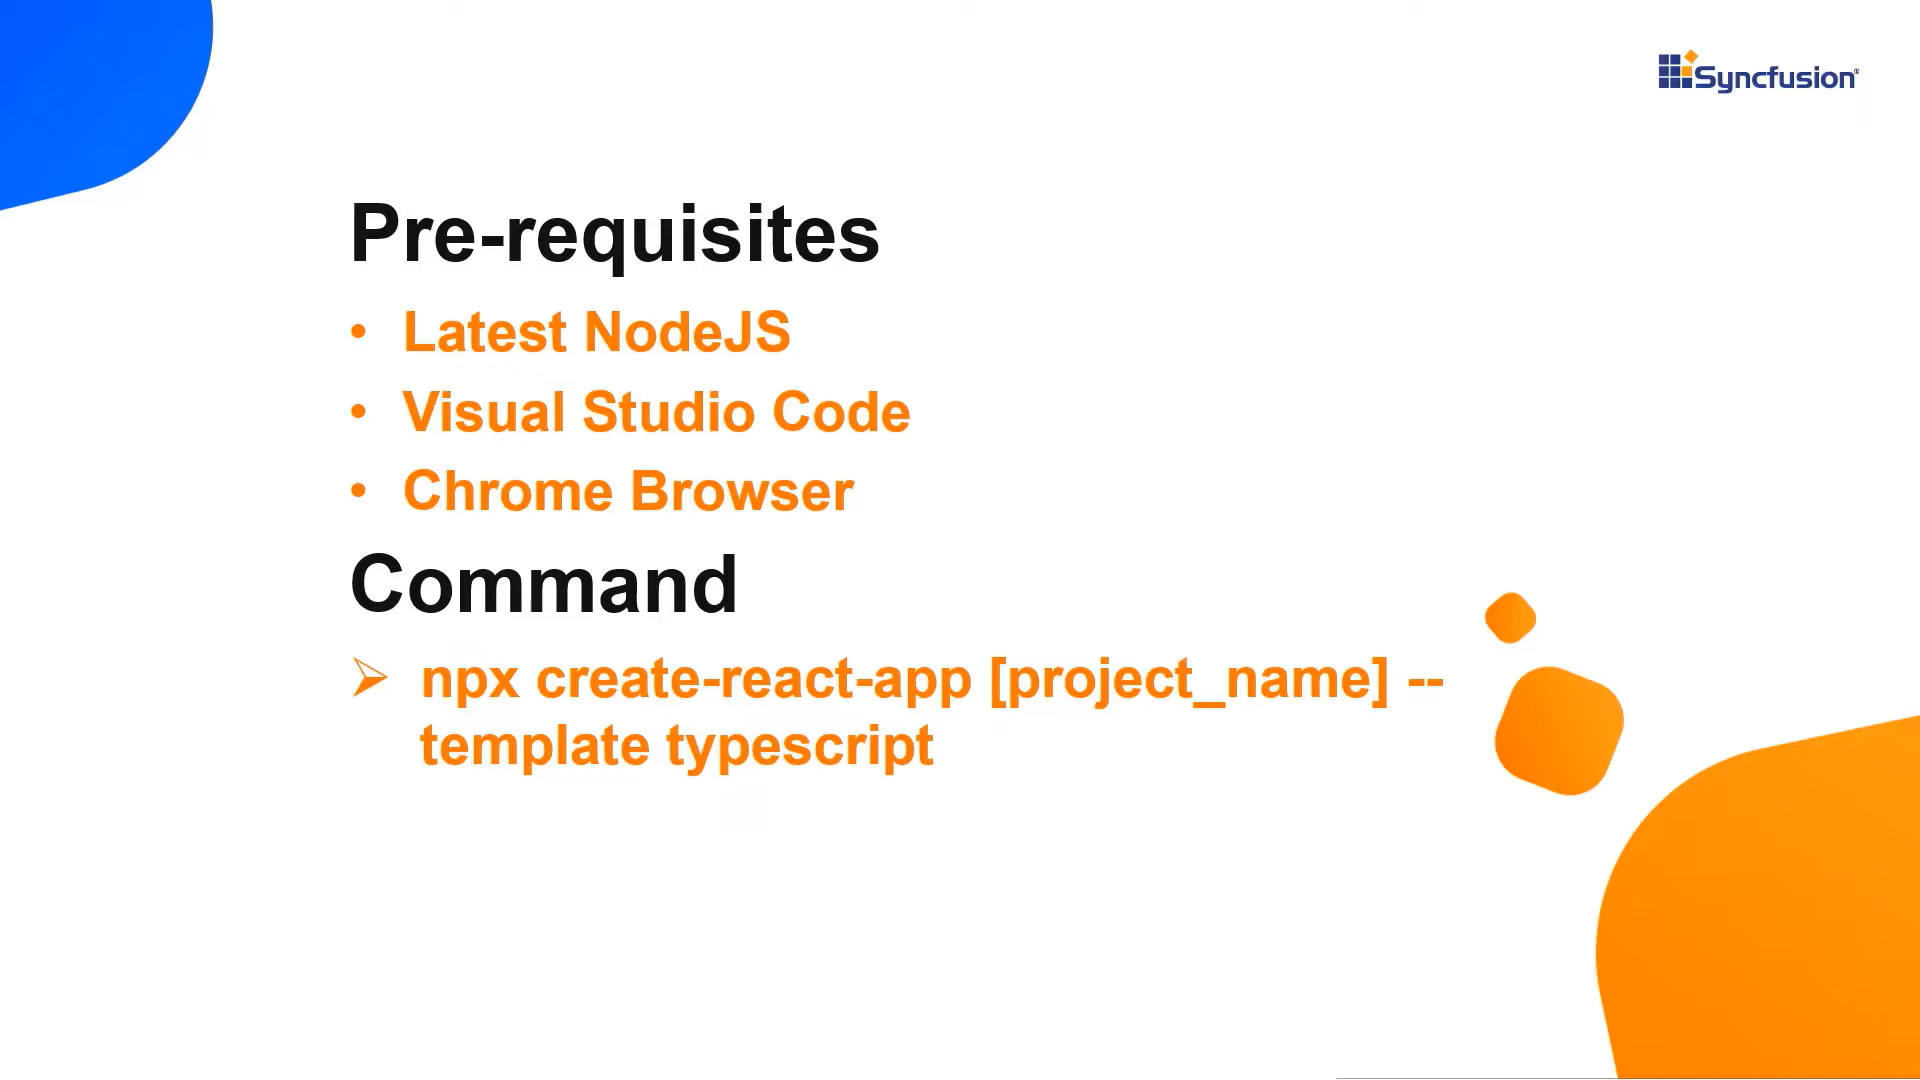 Syncfusion®
Pre-requisites
• Latest NodeJS
• Visual Studio Code
• Chrome Browser
Command
➢ npx create-react-app [project_name] --
template typescript